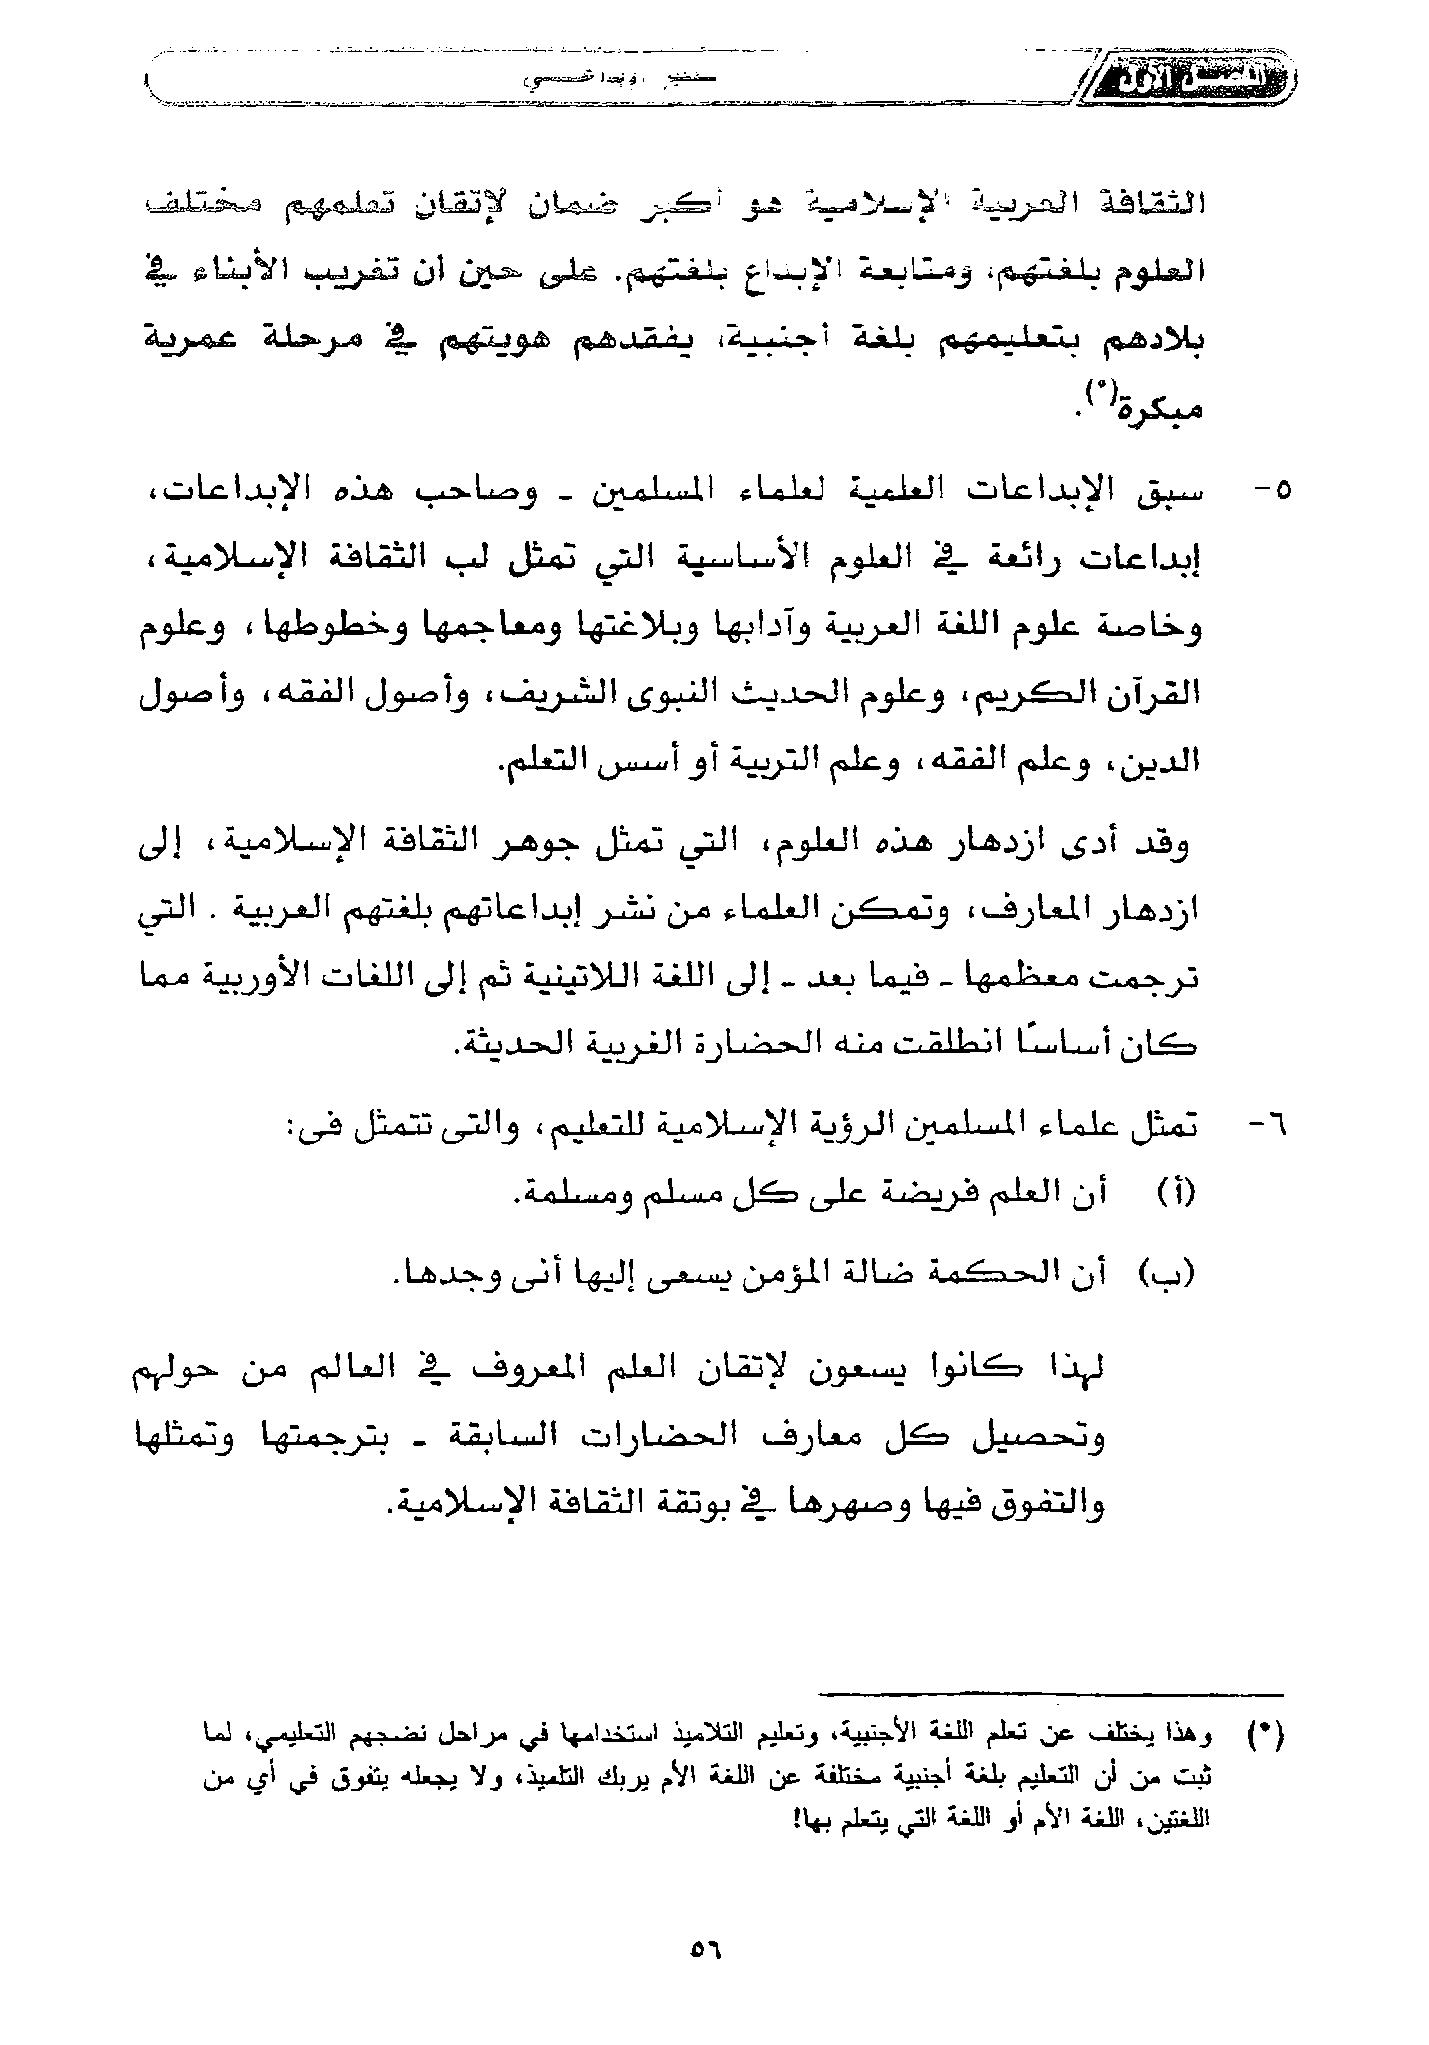 الفصل الأول
الثقافة العربية الإسلامية هو أكبر ضمان لإتقان تعلمهم مختلف
العلوم بلغتهم، ومتابعة الإبداع بلغتهم. على حين أن تغريب الأبناء في
بلادهم بتعليمهم بلغة أجنبية، يفقدهم هويتهم في مرحلة عمرية
مبكرة(*).
٥- سبق الإبداعات العلمية لعلماء المسلمين - وصاحب هذه الإبداعات،
إبداعات رائعة في العلوم الأساسية التي تمثل لب الثقافة الإسلامية،
وخاصة علوم اللغة العربية وآدابها وبلاغتها ومعاجمها وخطوطها، وعلوم
القرآن الكريم، وعلوم الحديث النبوى الشريف، وأصول الفقه، وأصول
الدين، وعلم الفقه، وعلم التربية أو أسس التعلم.
وقد أدى ازدهار هذه العلوم، التي تمثل جوهر الثقافة الإسلامية، إلى
ازدهار المعارف، وتمكن العلماء من نشر إبداعاتهم بلغتهم العربية . التي
ترجمت معظمها - فيما بعد - إلى اللغة اللاتينية ثم إلى اللغات الأوربية مما
كان أساسًا انطلقت منه الحضارة الغربية الحديثة.
٦- تمثل علماء المسلمين الرؤية الإسلامية للتعليم، والتى تتمثل فى:
(أ) أن العلم فريضة على كل مسلم ومسلمة.
(ب) أن الحكمة ضالة المؤمن يسعى إليها أنى وجدها.
لهذا كانوا يسعون لإتقان العلم المعروف في العالم من حولهم
وتحصيل كل معارف الحضارات السابقة - بترجمتها وتمثلها
والتفوق فيها وصهرها في بوتقة الثقافة الإسلامية.
(*) وهذا يختلف عن تعلم اللغة الأجنبية، وتعليم التلاميذ استخدامها في مراحل نضجهم التعليمي، لما
ثبت من أن التعليم بلغة أجنبية مختلفة عن اللغة الأم يربك التلميذ، ولا يجعله يتفوق في أي من
اللغتين، اللغة الأم أو اللغة التي يتعلم بها!
٥٦